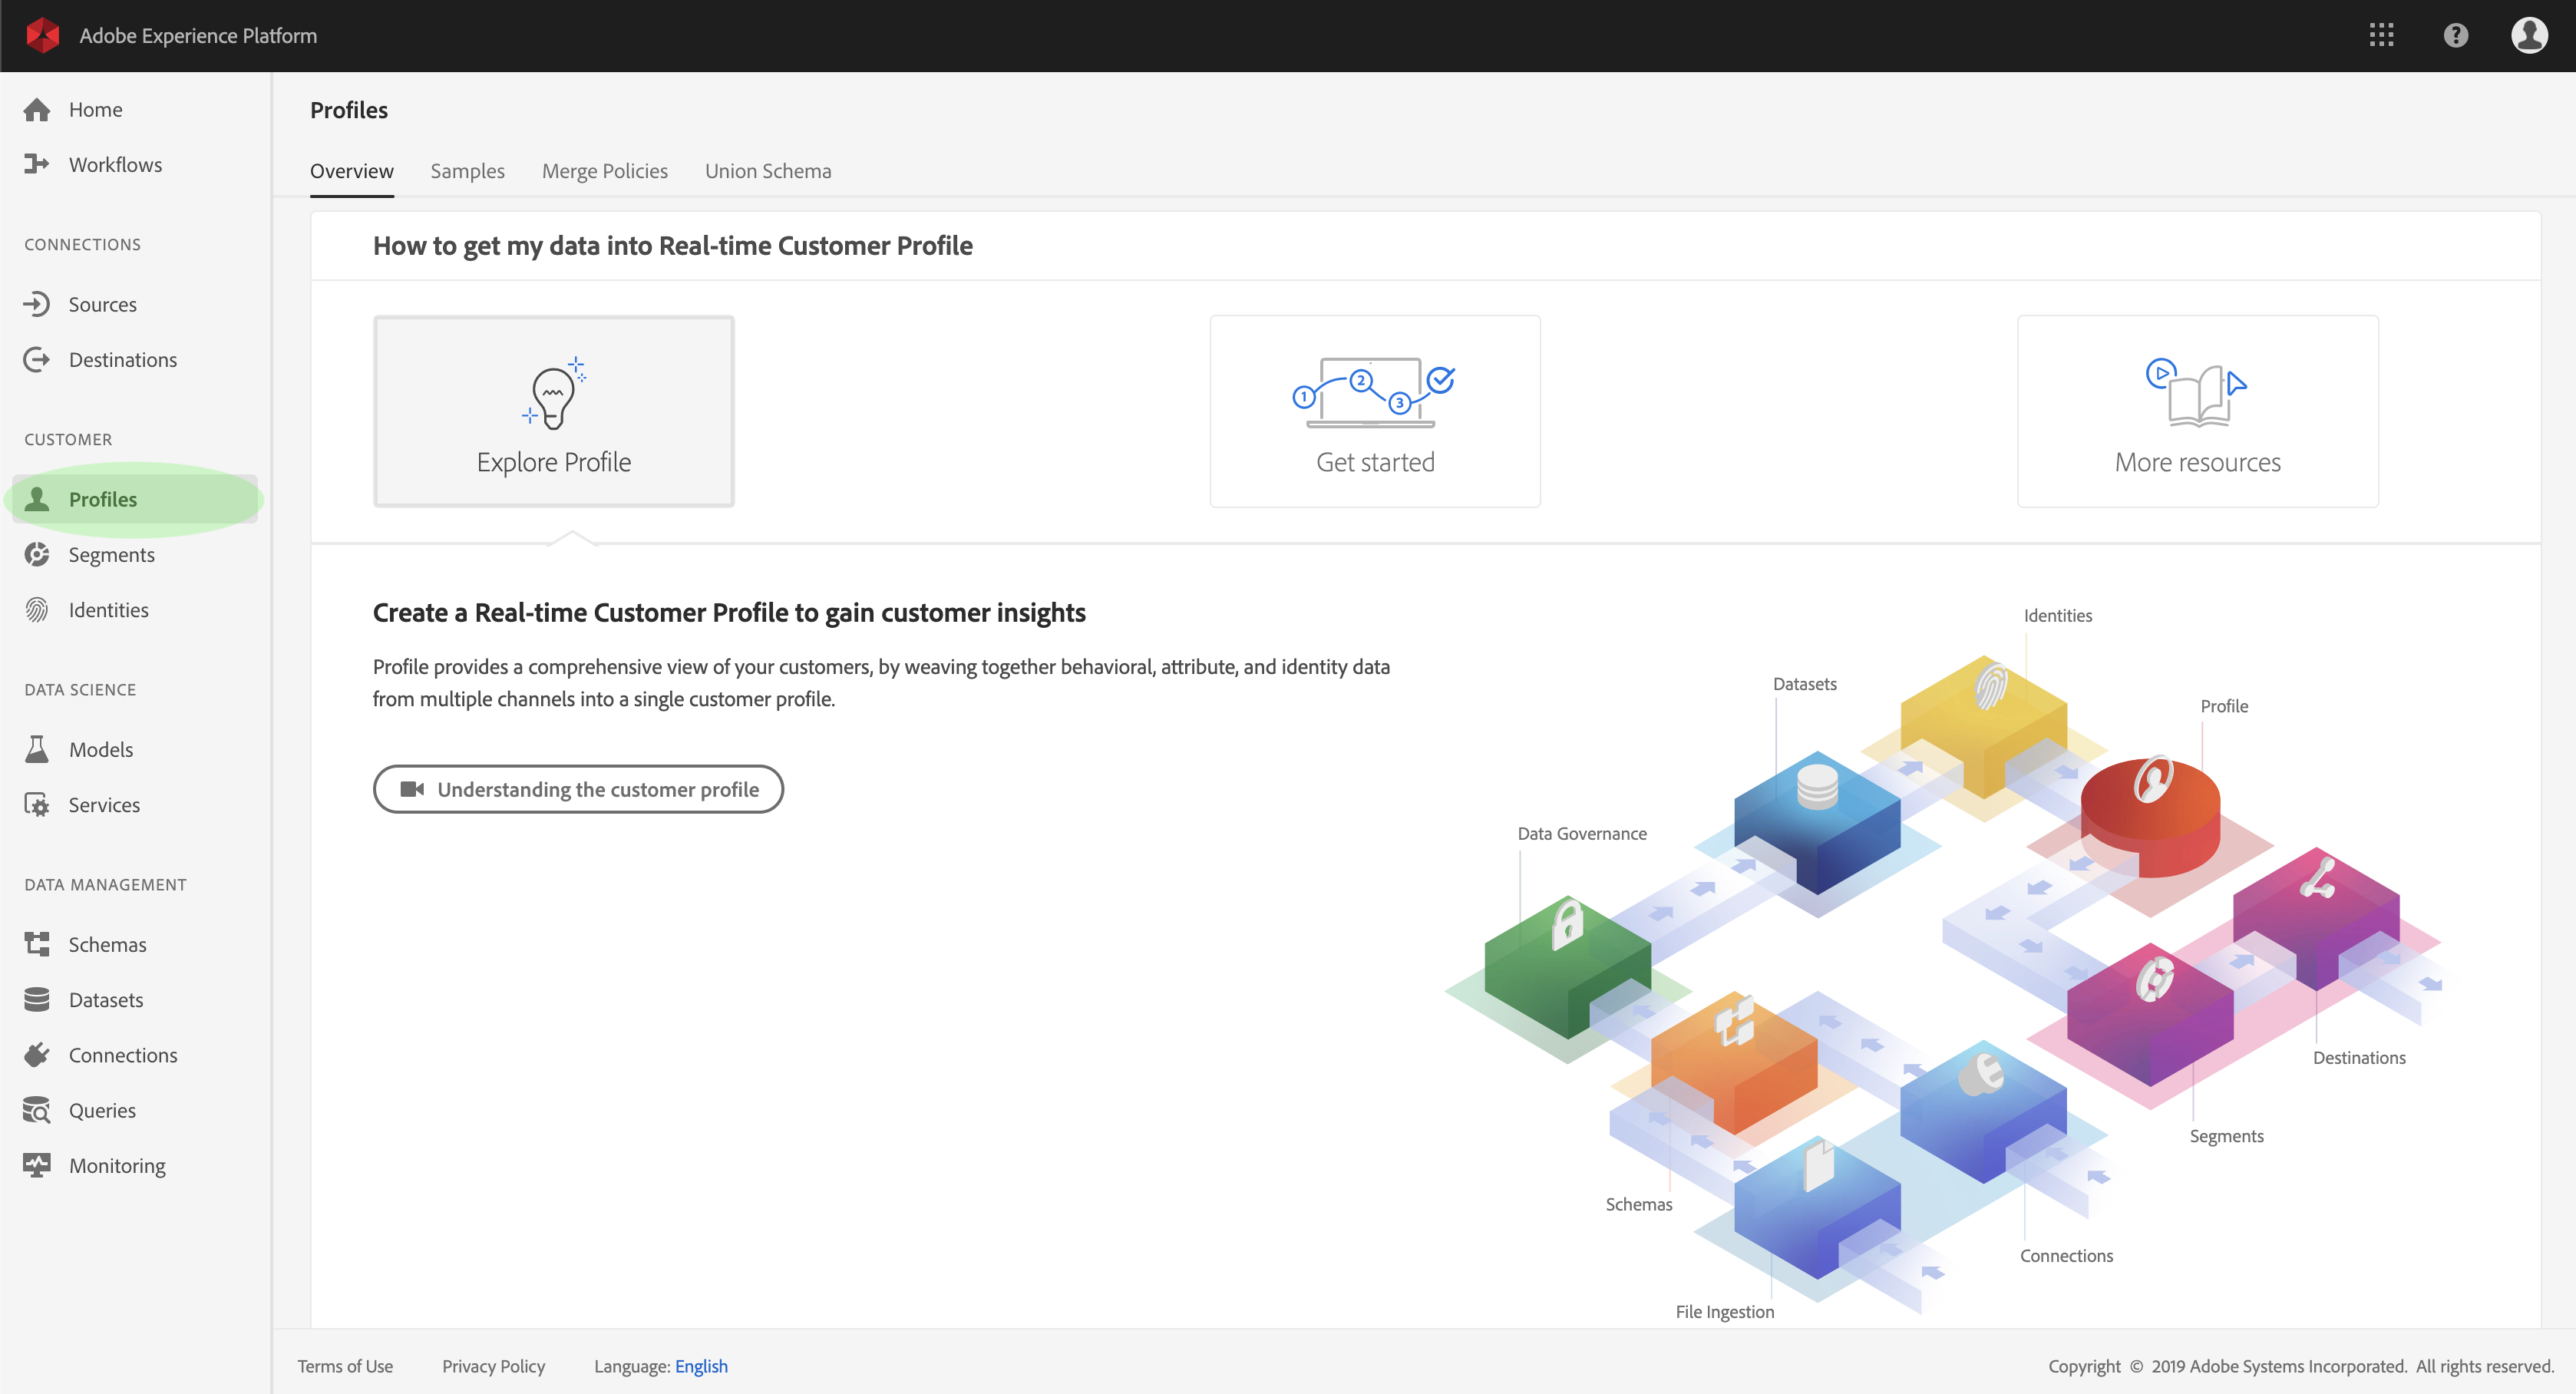 Adobe Experience Platform
?
Home
Workflows
CONNECTIONS
Sources
Destinations
CUSTOMER
Profiles
Segments
Identities
DATA SCIENCE
Models
Services
DATA MANAGEMENT
Schemas
Datasets
Connections
Queries
Monitoring
Profiles
Overview Samples Merge Policies Union Schema
How to get my data into Real-time Customer Profile
Explore Profile
1 2 3
Get started
More resources
Create a Real-time Customer Profile to gain customer insights
Profile provides a comprehensive view of your customers, by weaving together behavioral, attribute, and identity data
from multiple channels into a single customer profile.
Understanding the customer profile
Identities
Datasets
Profile
Data Governance
Destinations
Segments
Schemas
Connections
File Ingestion
Terms of Use Privacy Policy Language: English
Copyright © 2019 Adobe Systems Incorporated. All rights reserved.